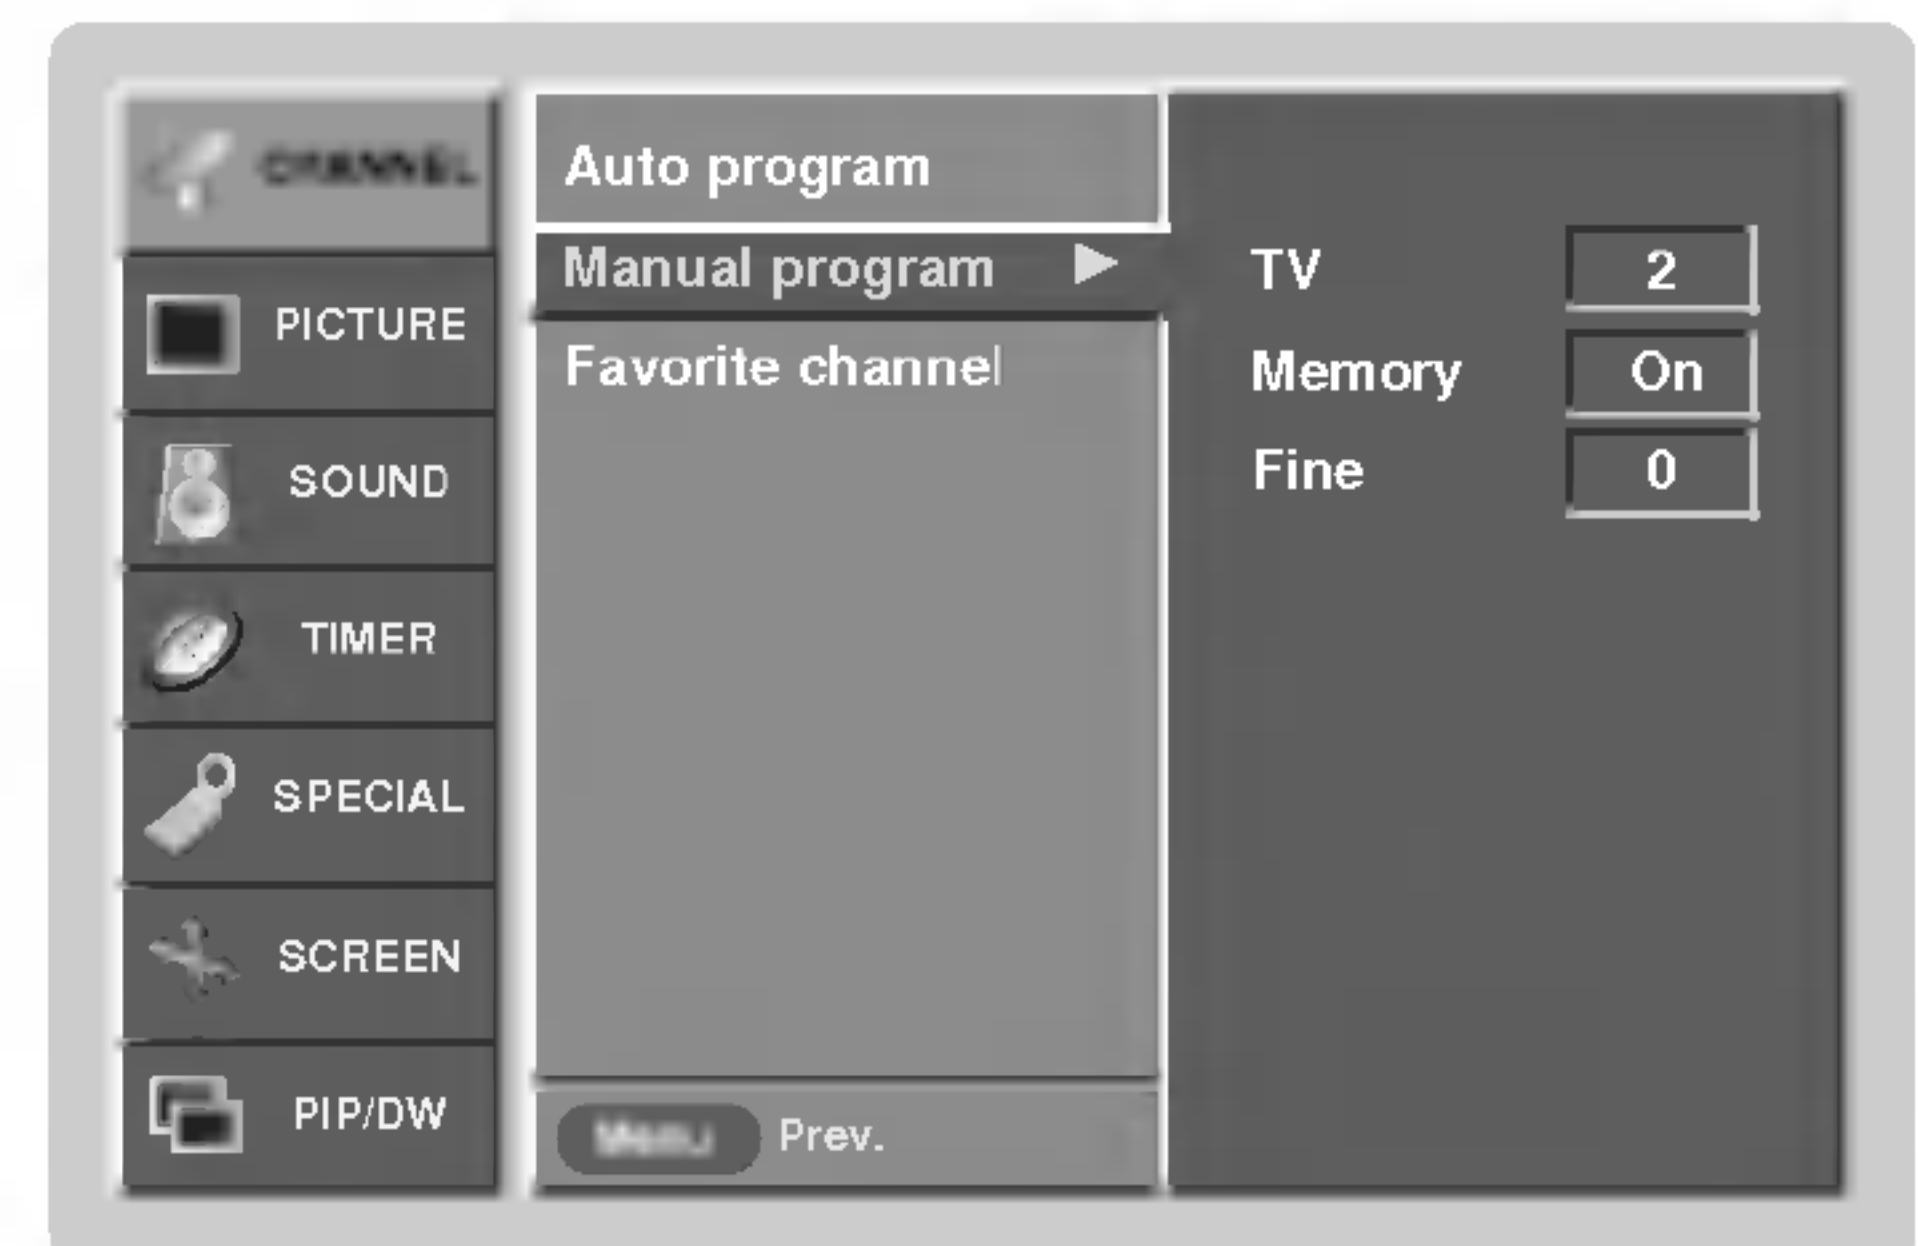 CHANNEL
PICTURE
SOUND
TIMER
SPECIAL
SCREEN
PIP/DW
Auto program
Manual program
Favorite channel
Menu Prev.
TV 2
Memory On
Fine 0